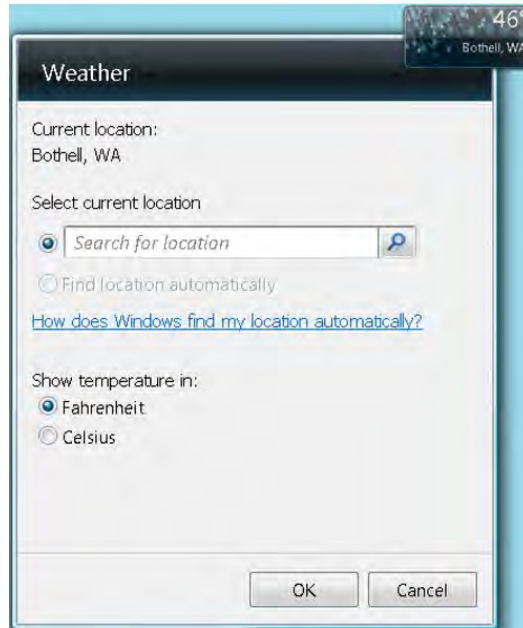 46°
Bothell, WA
Weather
Current location:
Bothell, WA
Select current location
Search for location
Find location automatically
How does Windows find my location automatically?
Show temperature in:
Fahrenheit
Celsius
OK
Cancel